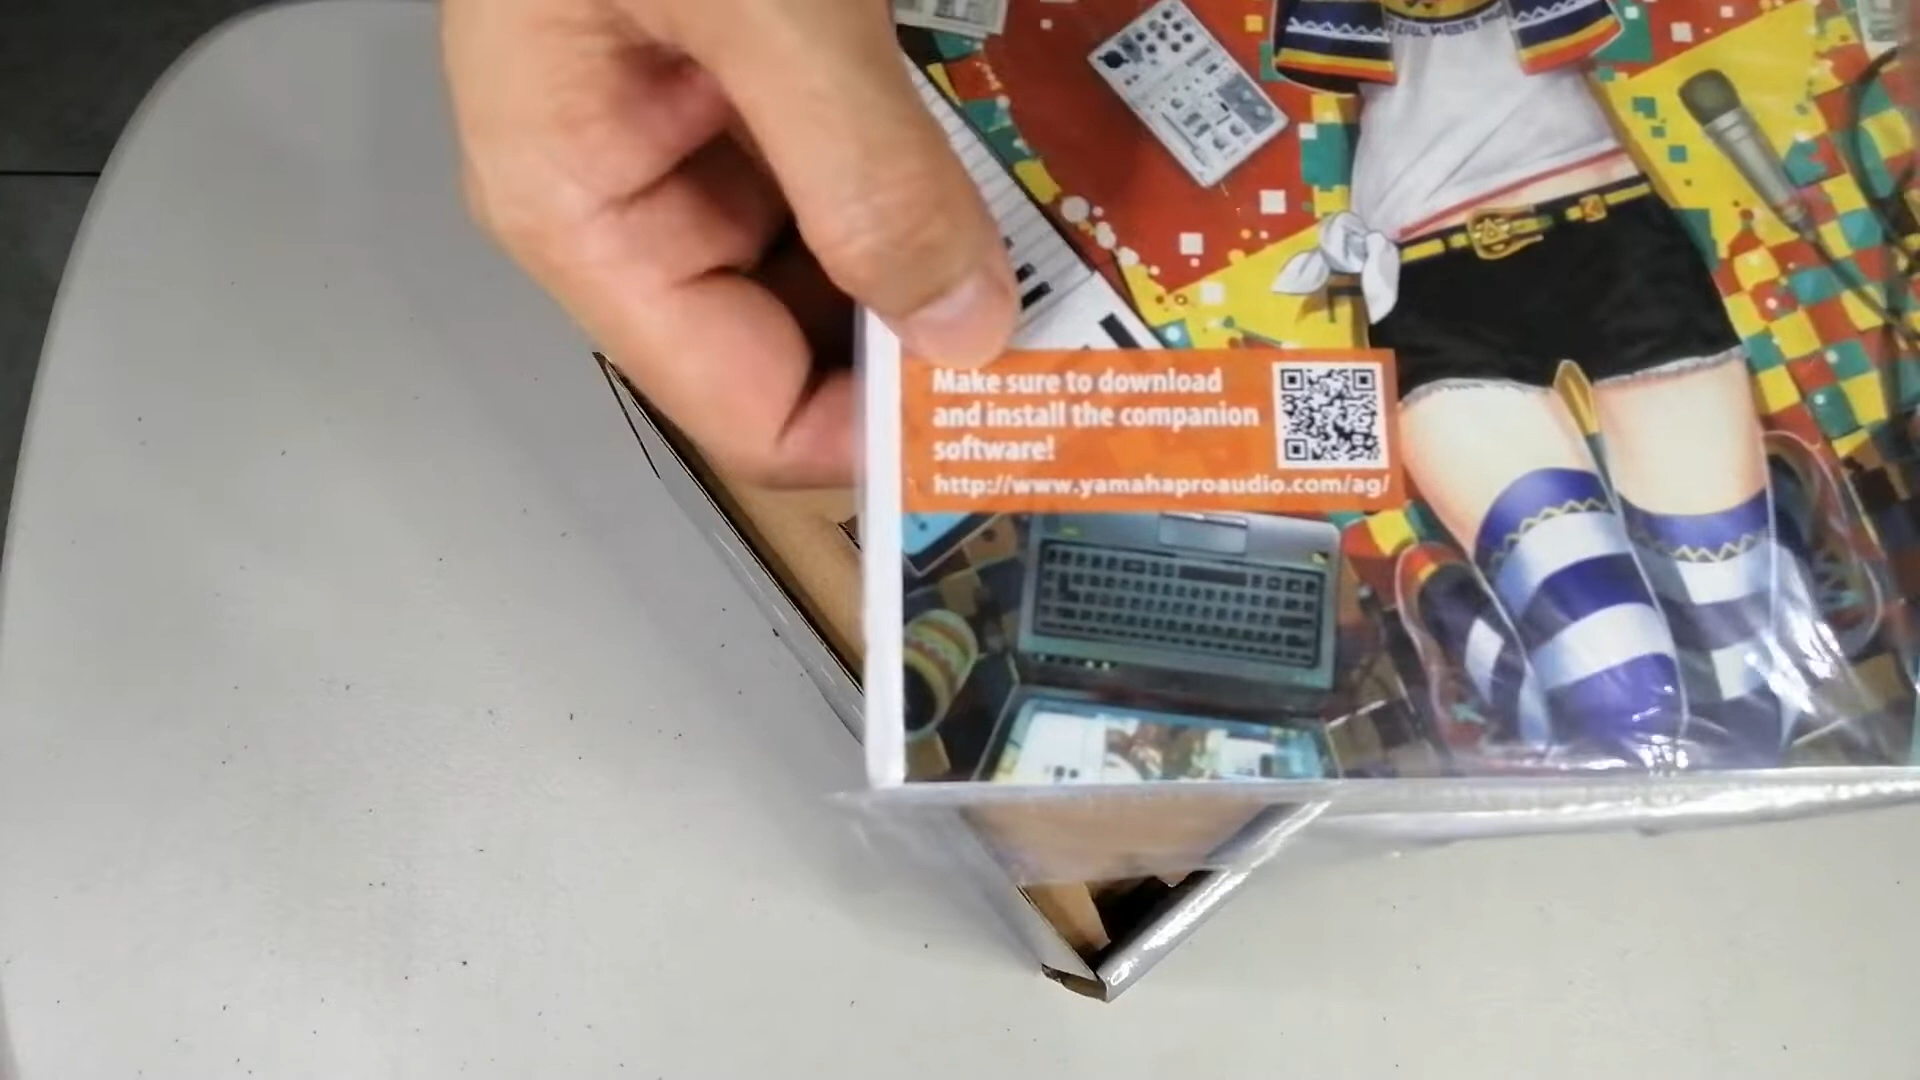 Make sure to download
and install the companion
software!
http://www.yamahaproaudio.com/ag/